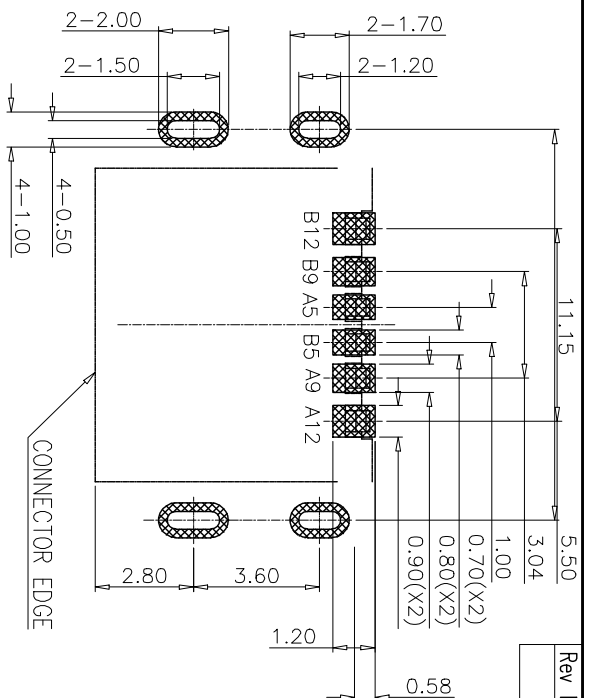 2-2.00
2-1.70
2-1.50
2-1.20
4-0.50
4-1.00
B12 B9 A5 B5 A9 A12
11.15
5.50
3.04
1.00
0.70(X2)
0.80(X2)
0.90(X2)
CONNECTOR EDGE
2.80
3.60
1.20
0.58
Rev